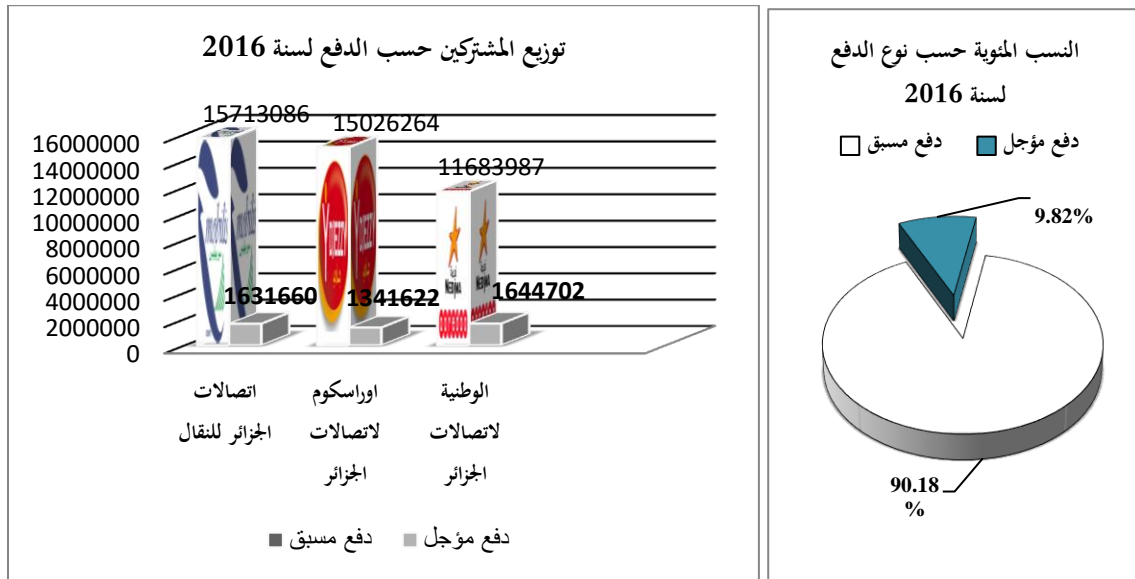 توزيع المشتركين حسب الدفع لسنة 2016
15713086
15026264
11683987
1631660
1341622
1644702
16000000
14000000
12000000
10000000
8000000
6000000
4000000
2000000
0
اتصالات
الجزائر للنقال
اوراسكوم
لاتصالات
الجزائر
الوطنية
لاتصالات
الجزائر
دفع مسبق
دفع مؤجل
النسب المئوية حسب نوع الدفع
لسنة 2016
دفع مسبق
دفع مؤجل
9.82%
90.18
%